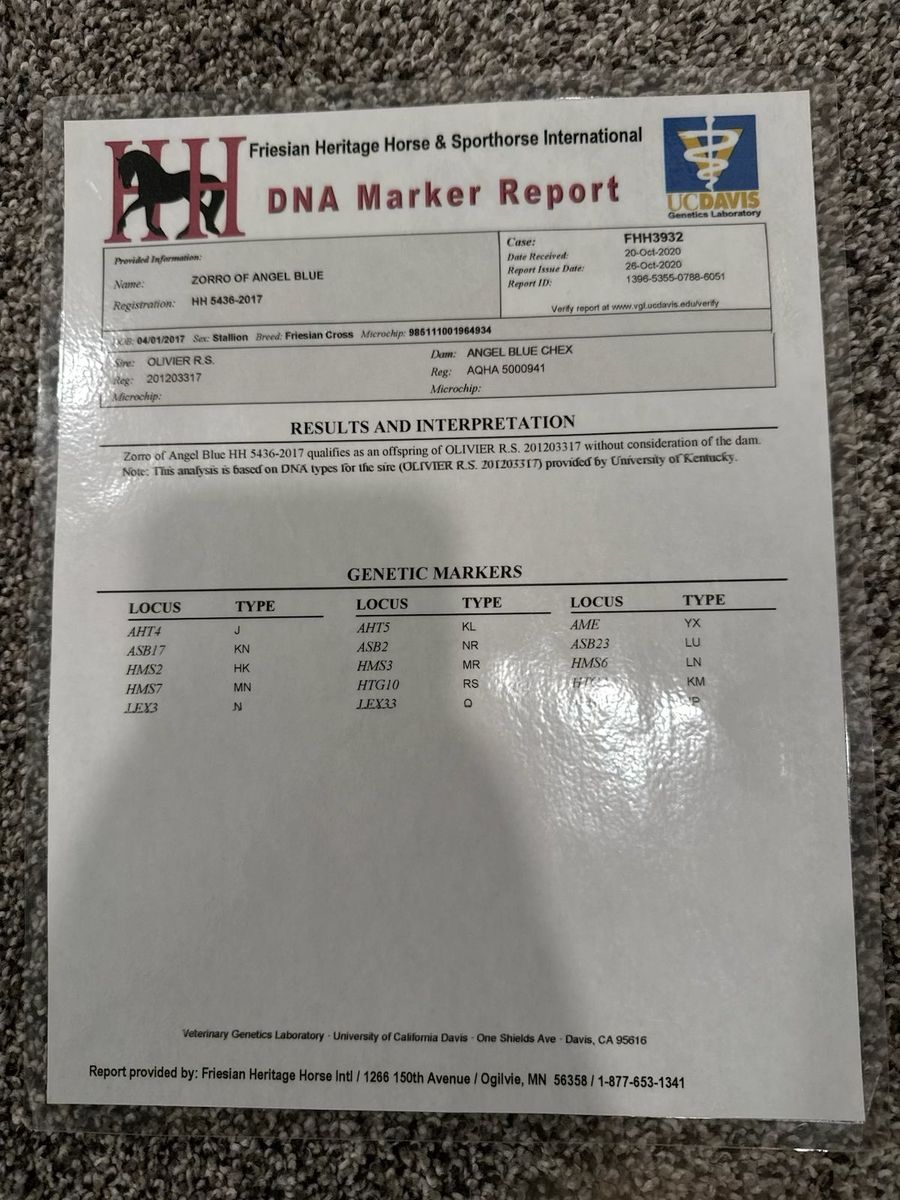 HH
Friesian Heritage Horse & Sporthorse International
DNA Marker Report
UCDAVIS
Genetics Laboratory
Provided Information:
Name: ZORRO OF ANGEL BLUE
Registration: HH 5436-2017
Case: FHH3932
Date Received: 20-Oct-2020
Report Issue Date: 26-Oct-2020
Report ID: 1396-5355-0788-6051
Verify report at www.vgl.ucdavis.edu/verify
DOB: 04/01/2017 Sex: Stallion Breed: Friesian Cross Microchip: 985111001964934
Sire: OLIVIER R.S. Dam: ANGEL BLUE CHEX
Reg: 201203317 Reg: AQHA 5000941
Microchip: Microchip:
RESULTS AND INTERPRETATION
Zorro of Angel Blue HH 5436-2017 qualifies as an offspring of OLIVIER R.S. 201203317 without consideration of the dam.
Note: This analysis is based on DNA types for the sire (OLIVIER R.S. 201203317) provided by University of Kentucky.
GENETIC MARKERS
LOCUS TYPE LOCUS TYPE LOCUS TYPE
AHT4 J AHT5 KL AME YX
ASB17 KN ASB2 NR ASB23 LU
HMS2 HK HMS3 MR HMS6 LN
HMS7 MN HTG10 RS KM
LEX3 N LEX33 Q P
Veterinary Genetics Laboratory · University of California Davis · One Shields Ave · Davis, CA 95616
Report provided by: Friesian Heritage Horse Intl / 1266 150th Avenue / Ogilvie, MN 56358 / 1-877-653-1341